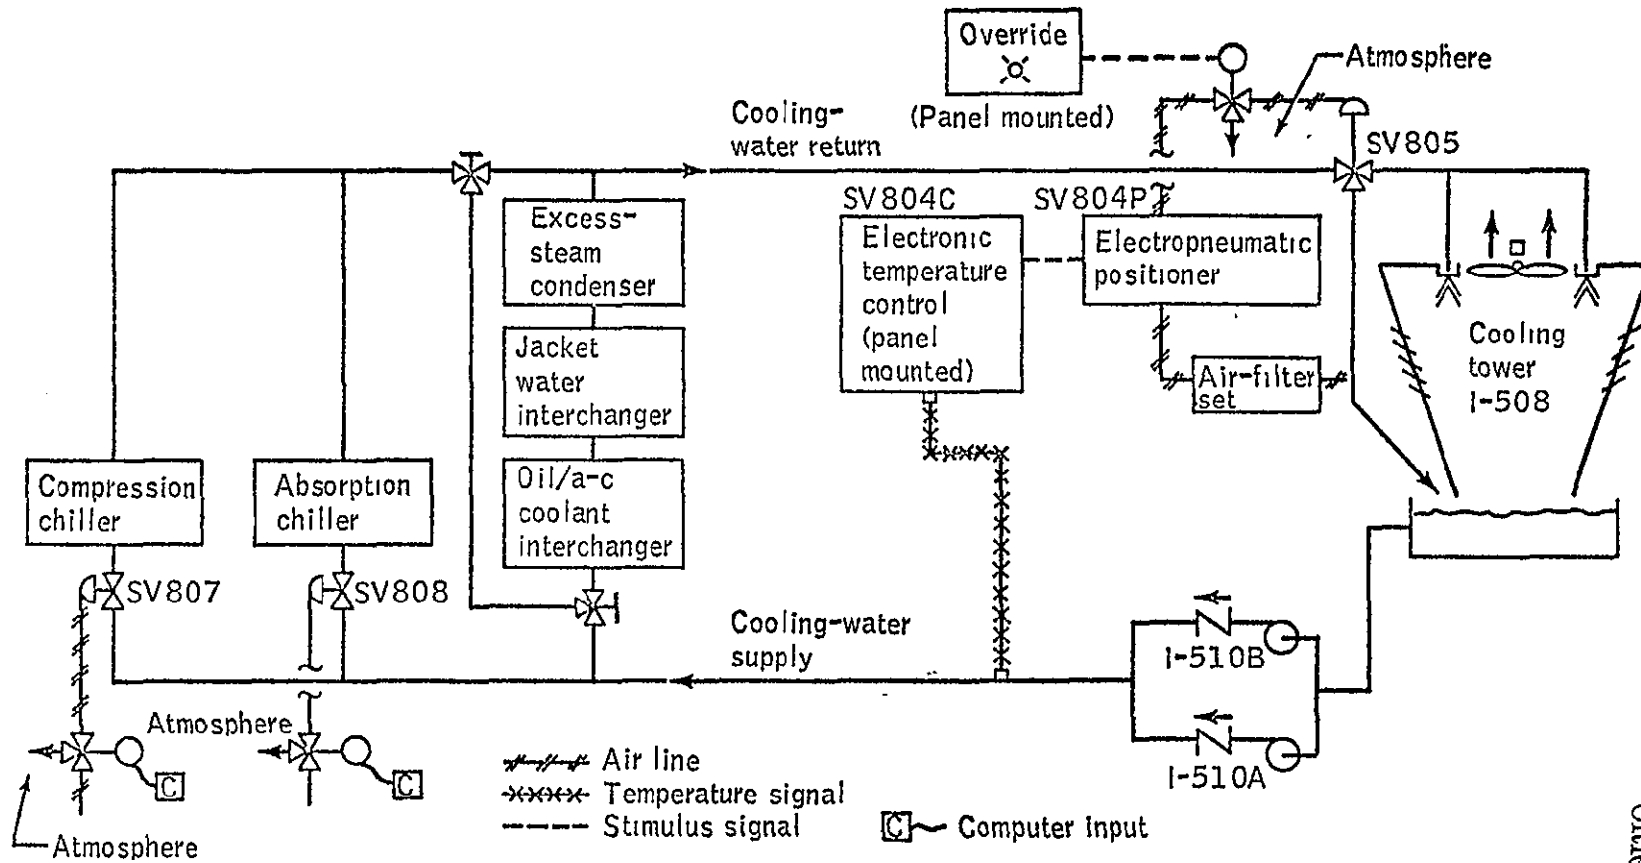 Override
(Panel mounted)
Atmosphere
Cooling-
water return
SV805
SV804C
SV804P
Excess-
steam
condenser
Electronic
temperature
control
(panel
mounted)
Electropneumatic
positioner
Jacket
water
interchanger
Air-filter
set
Cooling
tower
I-508
Compression
chiller
Absorption
chiller
Oil/a-c
coolant
interchanger
SV807
SV808
Cooling-water
supply
I-510B
I-510A
Atmosphere
C
C
Atmosphere
Air line
Temperature signal
Stimulus signal
C Computer input